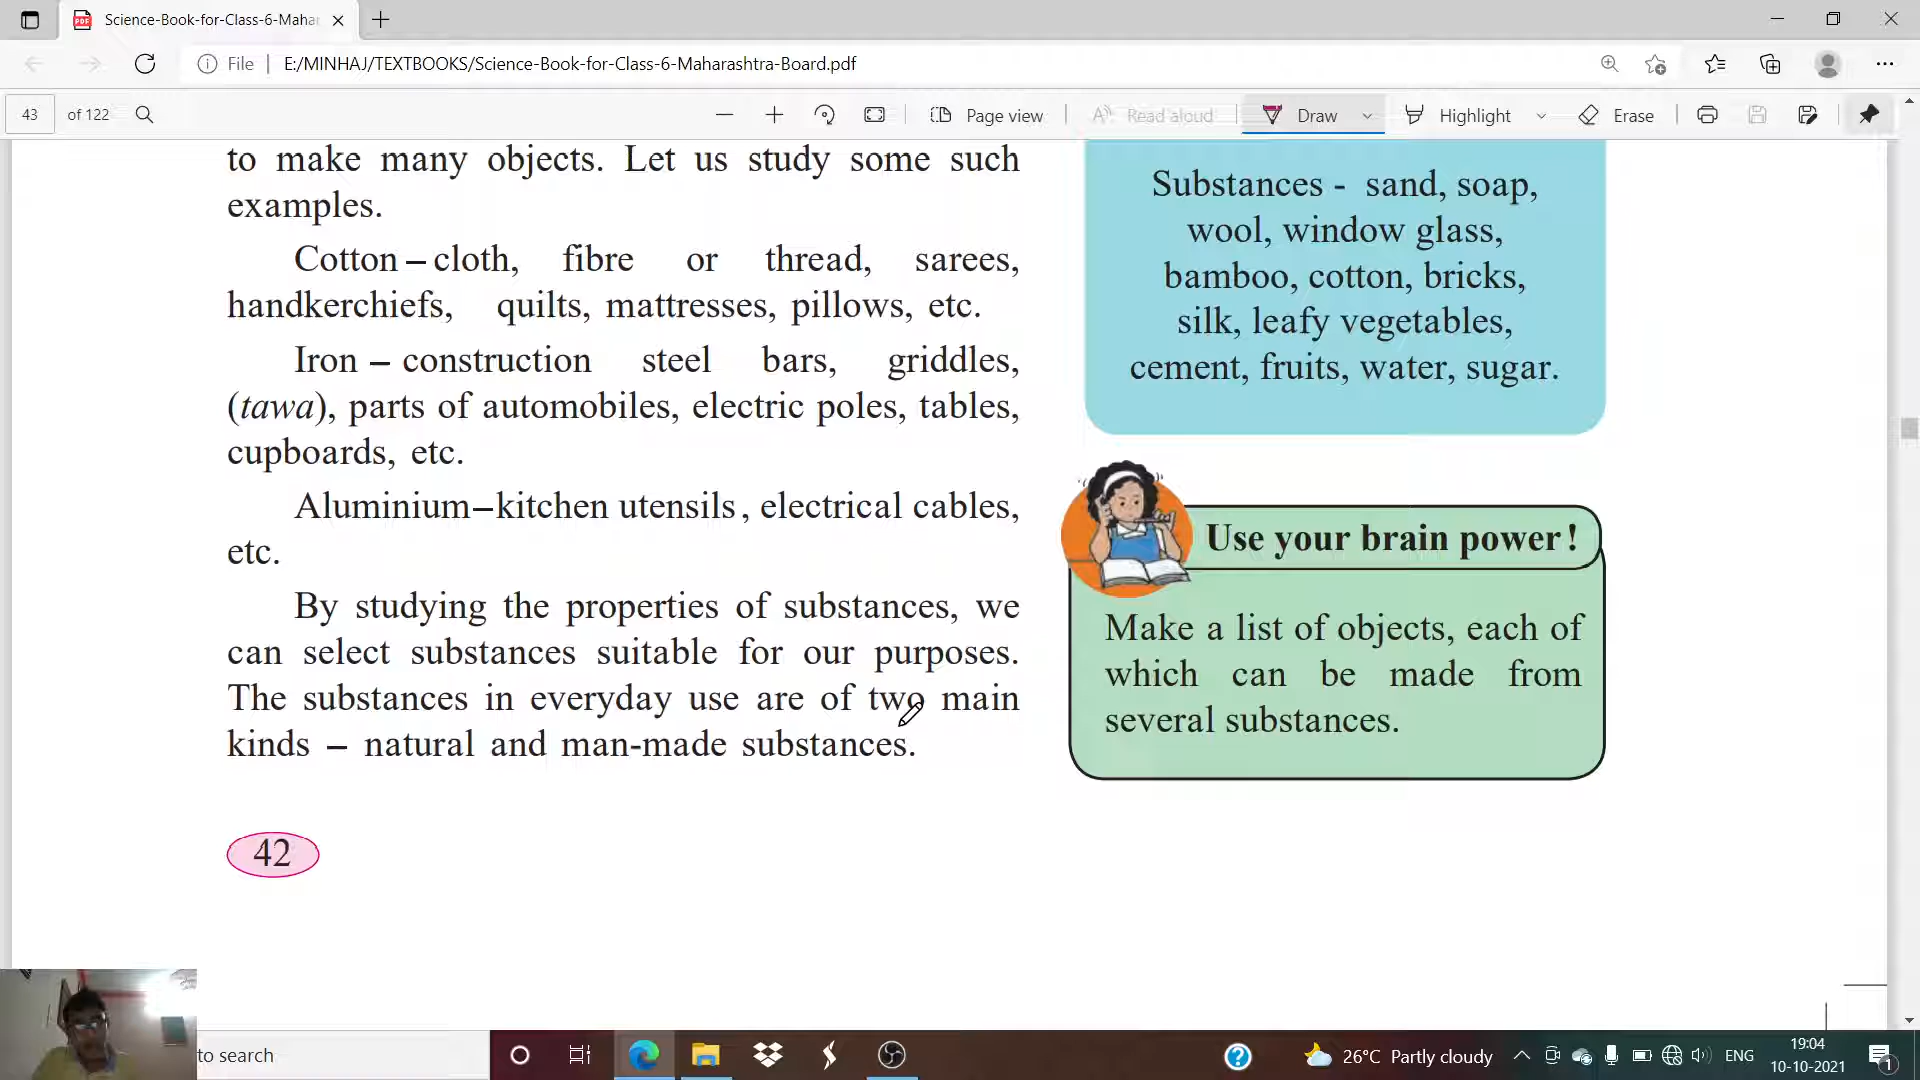 Science-Book-for-Class-6-Mahar
File
E:/MINHAJ/TEXTBOOKS/Science-Book-for-Class-6-Maharashtra-Board.pdf
43 of 122
Page view
Read aloud
Draw
Highlight
Erase
to make many objects. Let us study some such
examples.
Cotton – cloth, fibre or thread, sarees,
handkerchiefs, quilts, mattresses, pillows, etc.
Iron – construction steel bars, griddles,
(tawa), parts of automobiles, electric poles, tables,
cupboards, etc.
Aluminium–kitchen utensils , electrical cables,
etc.
By studying the properties of substances, we
can select substances suitable for our purposes.
The substances in everyday use are of two main
kinds – natural and man-made substances.
42
Substances - sand, soap,
wool, window glass,
bamboo, cotton, bricks,
silk, leafy vegetables,
cement, fruits, water, sugar.
Use your brain power!
Make a list of objects, each of
which can be made from
several substances.
to search
26°C Partly cloudy
ENG
19:04
10-10-2021
1